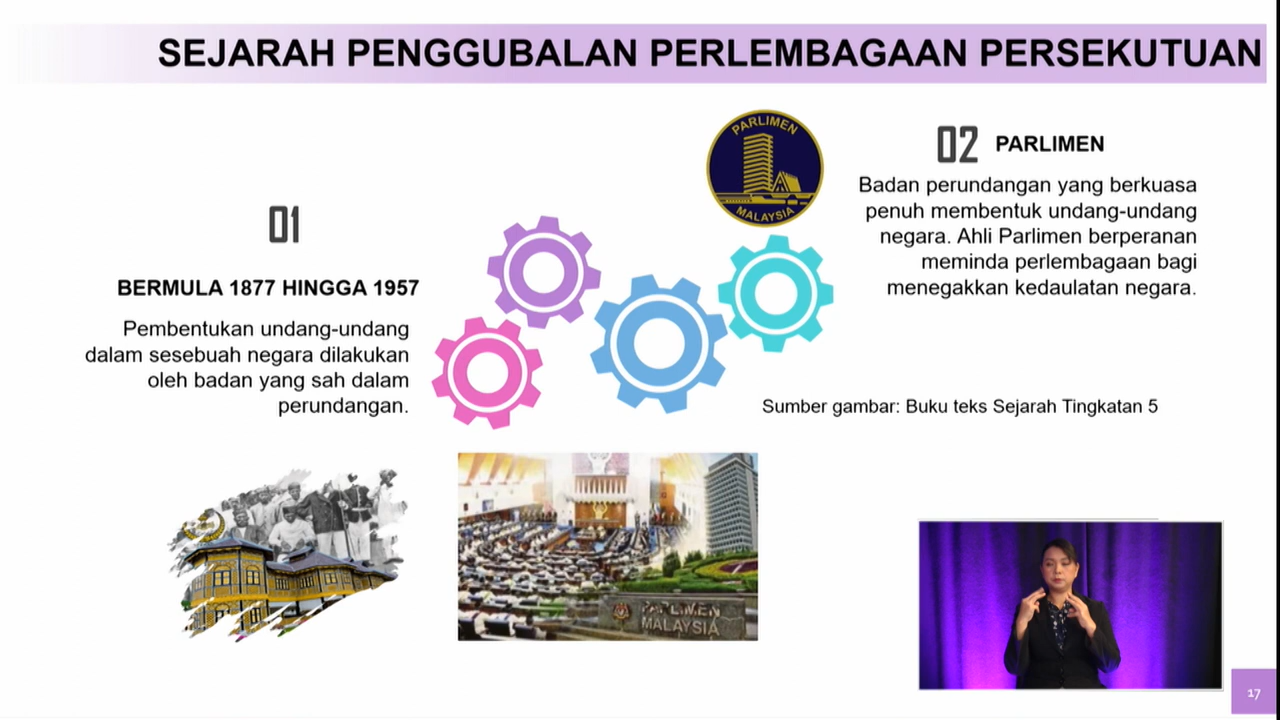 SEJARAH PENGGUBALAN PERLEMBAGAAN PERSEKUTUAN
01
BERMULA 1877 HINGGA 1957
Pembentukan undang-undang
dalam sesebuah negara dilakukan
oleh badan yang sah dalam
perundangan.
PARLIMEN
MALAYSIA
02 PARLIMEN
Badan perundangan yang berkuasa
penuh membentuk undang-undang
negara. Ahli Parlimen berperanan
meminda perlembagaan bagi
menegakkan kedaulatan negara.
Sumber gambar: Buku teks Sejarah Tingkatan 5
PARLIMEN
MALAYSIA
17